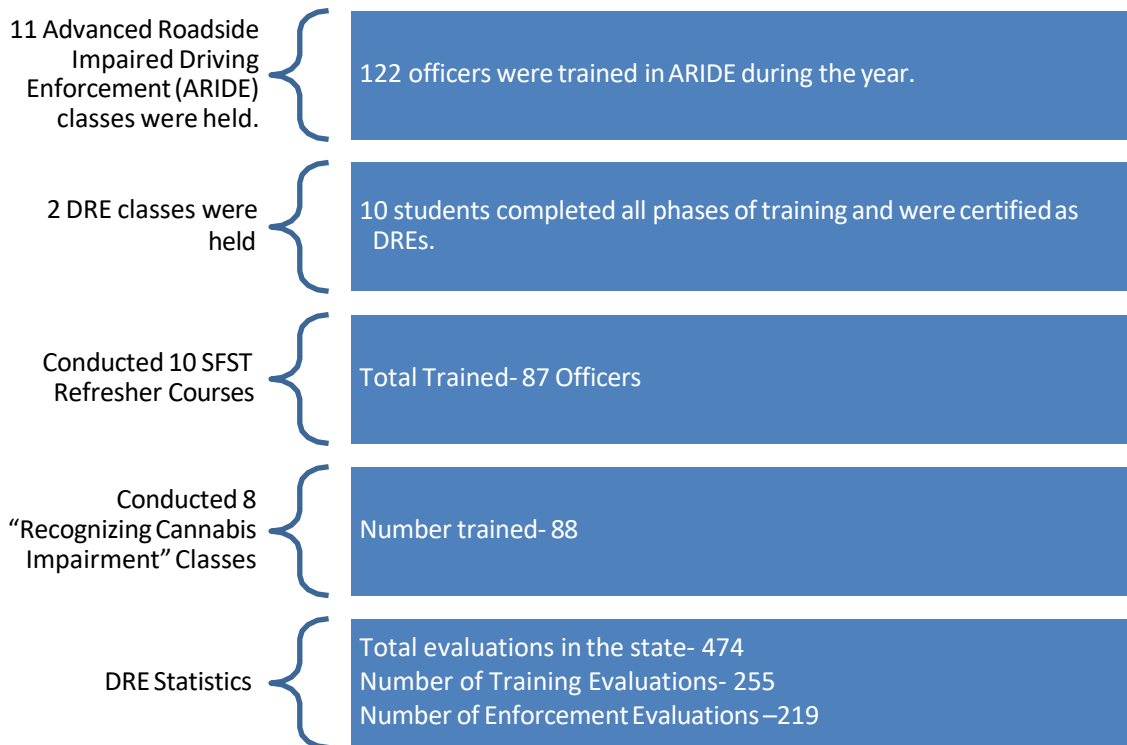 11 Advanced Roadside
Impaired Driving
Enforcement (ARIDE)
classes were held.
122 officers were trained in ARIDE during the year.
2 DRE classes were
held
10 students completed all phases of training and were certified as
DREs.
Conducted 10 SFST
Refresher Courses
Total Trained- 87 Officers
Conducted 8
“Recognizing Cannabis
Impairment” Classes
Number trained- 88
DRE Statistics
Total evaluations in the state- 474
Number of Training Evaluations- 255
Number of Enforcement Evaluations –219